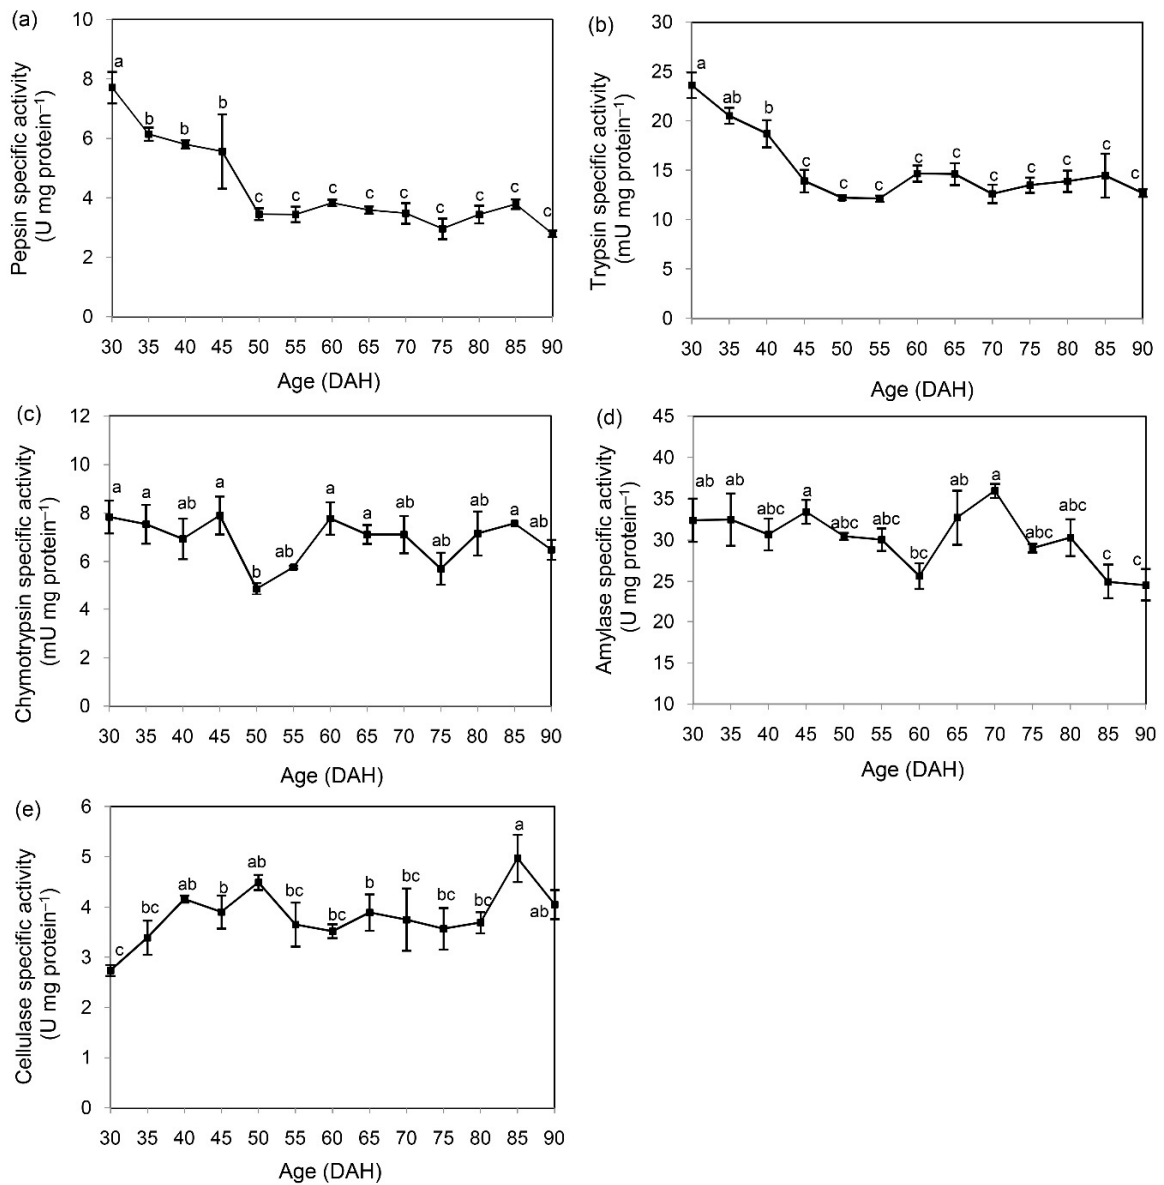 (a)
Pepsin specific activity
(U mg protein⁻¹)
10
8
6
4
2
0
a
b
b
b
c
c
c
c
c
c
c
c
c
30 35 40 45 50 55 60 65 70 75 80 85 90
Age (DAH)
(b)
Trypsin specific activity
(mU mg protein⁻¹)
30
25
20
15
10
5
0
a
ab
b
c
c
c
c
c
c
c
c
c
c
30 35 40 45 50 55 60 65 70 75 80 85 90
Age (DAH)
(c)
Chymotrypsin specific activity
(mU mg protein⁻¹)
12
10
8
6
4
2
0
a
a
ab
a
b
ab
a
a
ab
ab
ab
a
ab
30 35 40 45 50 55 60 65 70 75 80 85 90
Age (DAH)
(d)
Amylase specific activity
(U mg protein⁻¹)
45
40
35
30
25
20
15
10
ab
ab
abc
a
abc
abc
bc
ab
a
abc
abc
c
c
30 35 40 45 50 55 60 65 70 75 80 85 90
Age (DAH)
(e)
Cellulase specific activity
(U mg protein⁻¹)
6
5
4
3
2
1
0
c
bc
ab
b
ab
bc
bc
b
bc
bc
bc
a
ab
30 35 40 45 50 55 60 65 70 75 80 85 90
Age (DAH)